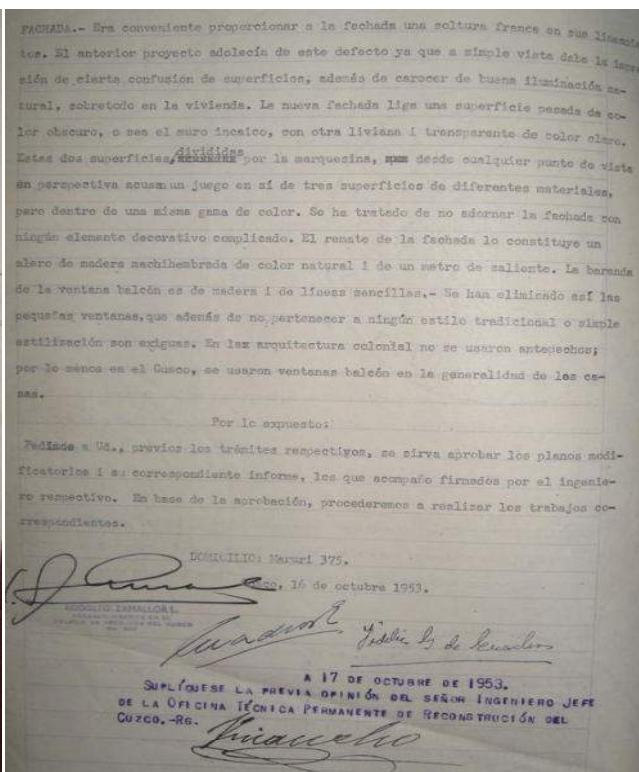 FACHADA.- Era conveniente proporcionar a la fachada una soltura franca en sus lineamien
tos. El anterior proyecto adolecía de este defecto ya que a simple vista daba la impre
sión de cierta confusión de superficies, además de carecer de buena iluminación na-
tural, sobretodo en la vivienda. La nueva fachada liga una superficie pesada de co-
lor obscuro, o sea el muro incaico, con otra liviana i transparente de color claro.
Estas dos superficies, divididas por la marquesina, desde cualquier punto de vista
en perspectiva acusan un juego en sí de tres superficies de diferentes materiales,
pero dentro de una misma gama de color. Se ha tratado de no adornar la fachada con
ningún elemento decorativo complicado. El remate de la fachada lo constituye un
alero de madera machihembrada de color natural i de un metro de saliente. La baranda
de la ventana balcón es de madera i de líneas sencillas.- Se han eliminado así las
pequeñas ventanas, que además de no pertenecer a ningún estilo tradicional o simple
estilización son exiguas. En lax arquitectura colonial no se usaron antepechos;
por lo menos en el Cusco, se usaron ventanas balcón en la generalidad de las ca-
sas.
Por lo expuesto:
a Ud., previos los trámites respectivos, se sirva aprobar los planos modi-
ficatorios i su correspondiente informe, los que acompaño firmados por el ingenie-
ro respectivo. En base de la aprobación, procederemos a realizar los trabajos co-
rrespondientes.
DOMICILIO: Maruri 375.
16 de octubre 1953.
RODOLFO ZAMALLOA L.
de
A 17 DE OCTUBRE DE 1953.
SUPLÍQUESE LA PREVIA OPINIÓN DEL SEÑOR INGENIERO JEFE
DE LA OFICINA TÉCNICA PERMANENTE DE RECONSTRUCIÓN DEL
CUZCO.-RG.